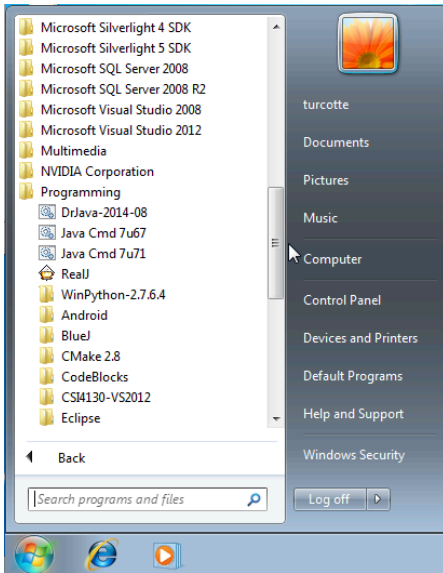 Microsoft Silverlight 4 SDK
Microsoft Silverlight 5 SDK
Microsoft SQL Server 2008
Microsoft SQL Server 2008 R2
Microsoft Visual Studio 2008
Microsoft Visual Studio 2012
Multimedia
NVIDIA Corporation
Programming
DrJava-2014-08
Java Cmd 7u67
Java Cmd 7u71
RealJ
WinPython-2.7.6.4
Android
BlueJ
CMake 2.8
CodeBlocks
CSI4130-VS2012
Eclipse
Back
Search programs and files
turcotte
Documents
Pictures
Music
Computer
Control Panel
Devices and Printers
Default Programs
Help and Support
Windows Security
Log off